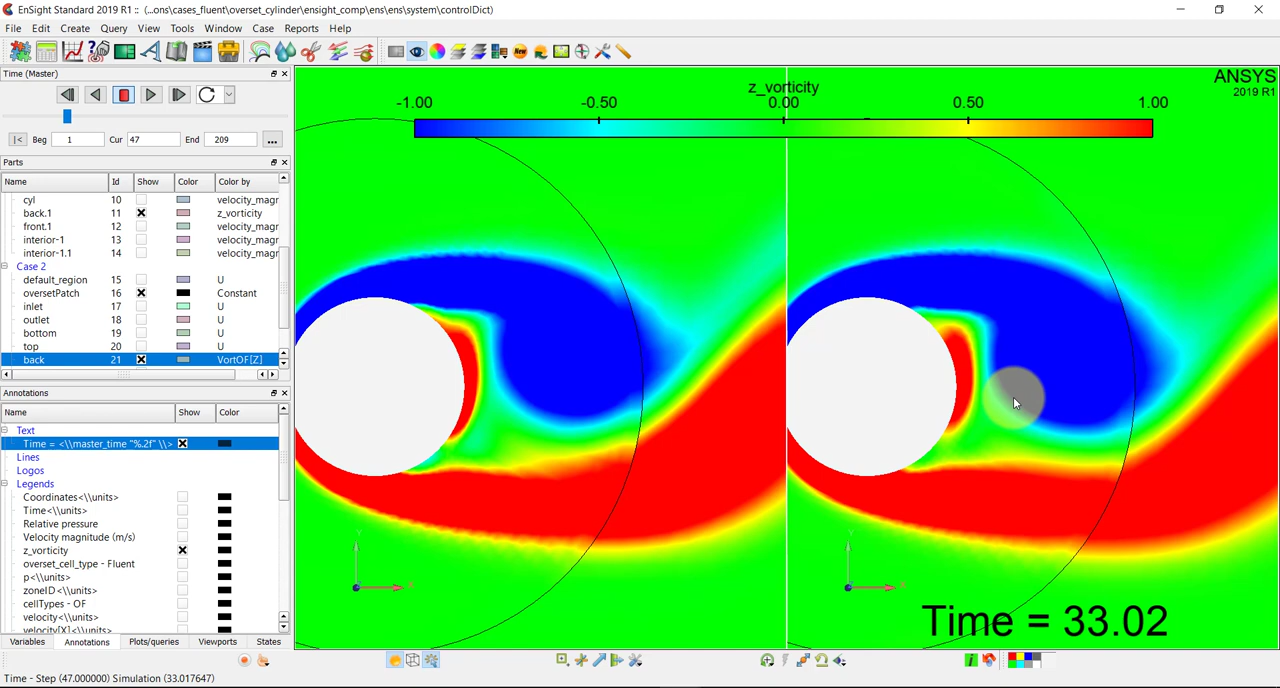 EnSight Standard 2019 R1 :: (...ons\cases_fluent\overset_cylinder\ensight_comp\ens\ens\system\controlDict)
File Edit Create Query View Tools Window Case Reports Help
Time (Master)
Beg 1 Cur 47 End 209 ...
Parts
Name Id Show Color Color by
cyl 10 velocity_magr
back.1 11 z_vorticity
front.1 12 velocity_magr
interior-1 13 velocity_magr
interior-1.1 14 velocity_magr
Case 2
default_region 15 U
oversetPatch 16 Constant
inlet 17 U
outlet 18 U
bottom 19 U
top 20 U
back 21 VortOF[Z]
Annotations
Name Show Color
Text
Time = <\\master_time "%.2f" \\>
Lines
Logos
Legends
Coordinates<\\units>
Time<\\units>
Relative pressure
Velocity magnitude (m/s)
z_vorticity
overset_cell_type - Fluent
p<\\units>
zoneID<\\units>
cellTypes - OF
velocity<\\units>
velocity[X]<\\units>
Variables Annotations Plots/queries Viewports States
Time - Step (47.000000) Simulation (33.017647)
ANSYS
2019 R1
z_vorticity
-1.00 -0.50 0.00 0.50 1.00
Y
X
Y
X
Time = 33.02